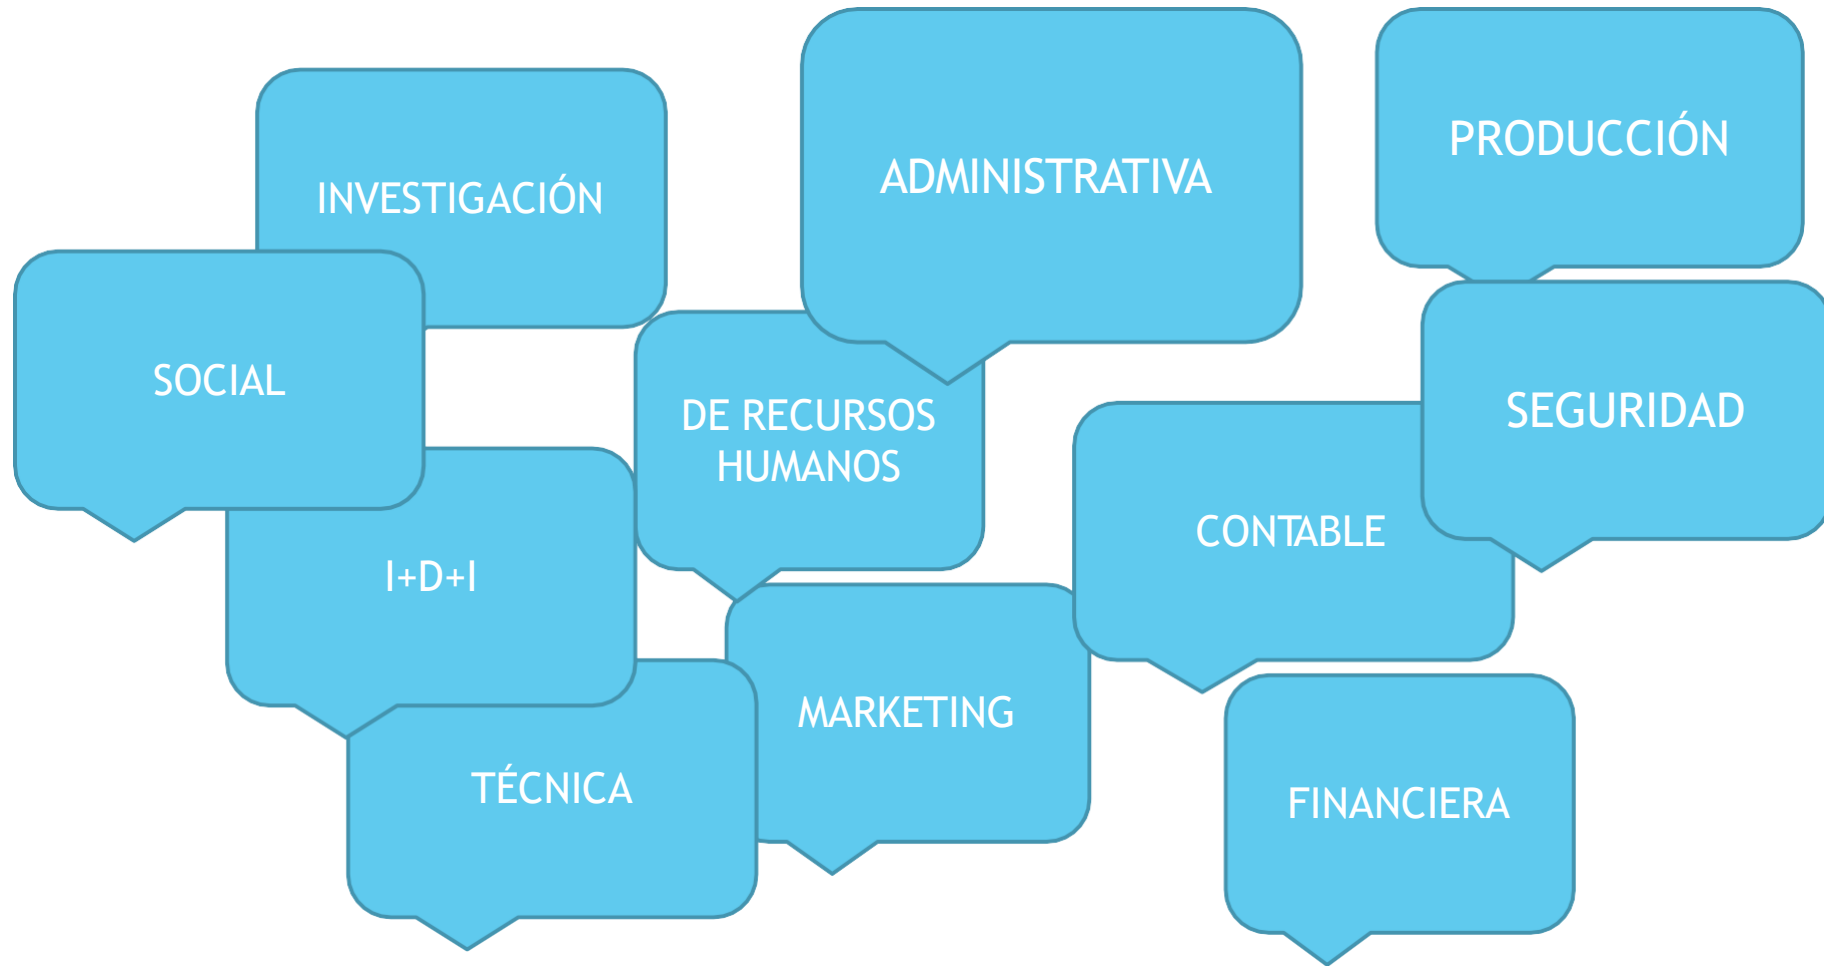 PRODUCCIÓN
ADMINISTRATIVA
INVESTIGACIÓN
SOCIAL
DE RECURSOS
HUMANOS
SEGURIDAD
CONTABLE
I+D+I
MARKETING
TÉCNICA
FINANCIERA